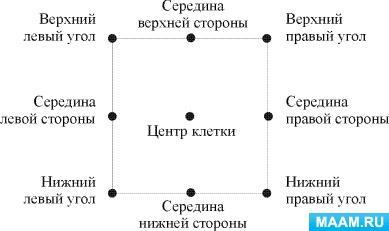 Верхний
левый угол
Середина
верхней стороны
Верхний
правый угол
Середина
левой стороны
Центр клетки
Середина
правой стороны
Нижний
левый угол
Середина
нижней стороны
Нижний
правый угол
MAAM.RU